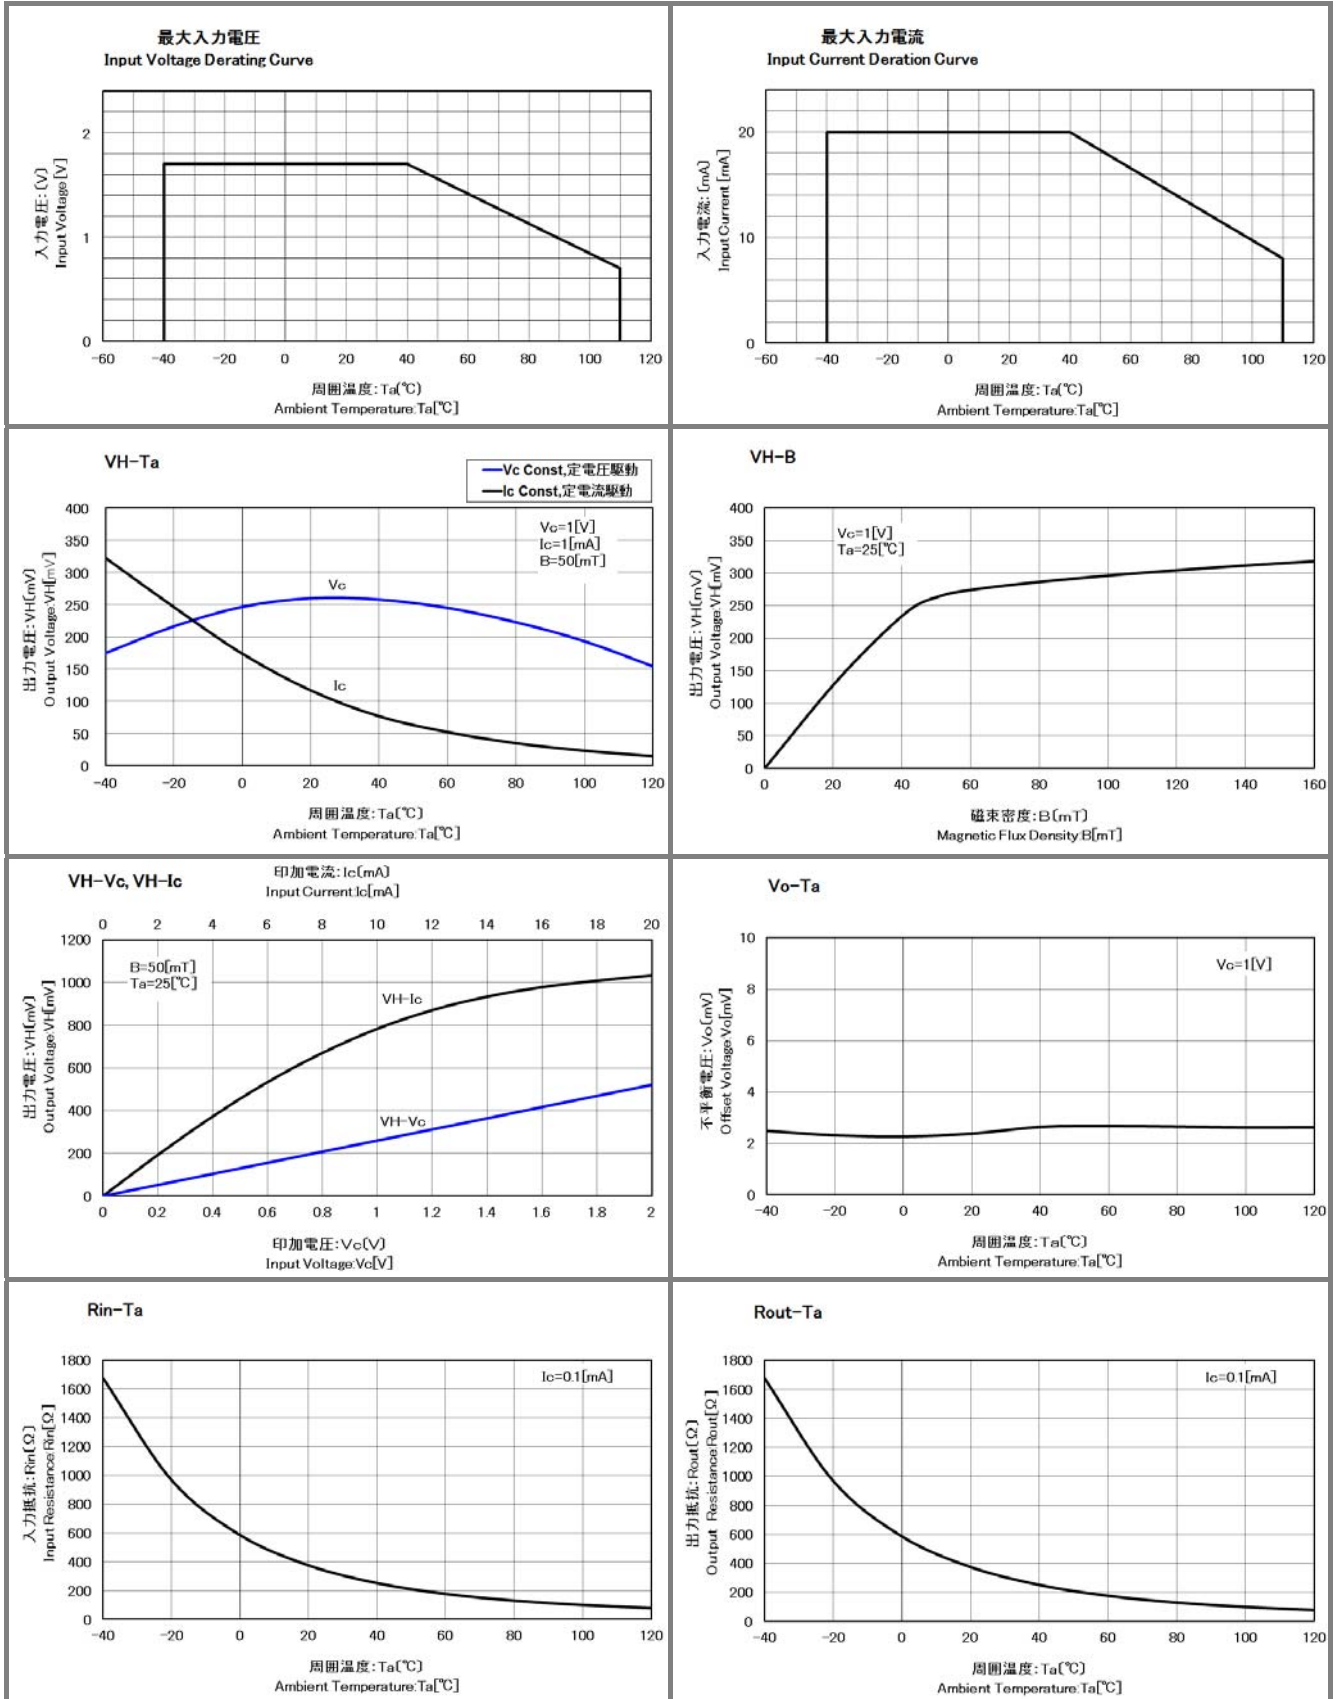 最大入力電圧
Input Voltage Derating Curve
2
1
0
入力電圧:(V)
Input Voltage[V]
-60 -40 -20 0 20 40 60 80 100 120
周囲温度:Ta(℃)
Ambient Temperature:Ta[℃]
最大入力電流
Input Current Deration Curve
20
10
0
入力電流:(mA)
Input Current [mA]
-60 -40 -20 0 20 40 60 80 100 120
周囲温度:Ta(℃)
Ambient Temperature:Ta[℃]
VH-Ta
Vc Const,定電圧駆動
Ic Const,定電流駆動
400
350
300
250
200
150
100
50
0
出力電圧:VH(mV)
Output Voltage:VH[mV]
Vc=1[V]
Ic=1[mA]
B=50[mT]
Vc
Ic
-40 -20 0 20 40 60 80 100 120
周囲温度:Ta(℃)
Ambient Temperature:Ta[℃]
VH-B
400
350
300
250
200
150
100
50
0
出力電圧:VH(mV)
Output Voltage:VH[mV]
Vc=1[V]
Ta=25[℃]
0 20 40 60 80 100 120 140 160
磁束密度:B(mT)
Magnetic Flux Density:B[mT]
VH-Vc, VH-Ic
印加電流:Ic(mA)
Input Current:Ic[mA]
0 2 4 6 8 10 12 14 16 18 20
1200
1000
800
600
400
200
0
出力電圧:VH(mV)
Output Voltage:VH[mV]
B=50[mT]
Ta=25[℃]
VH-Ic
VH-Vc
0 0.2 0.4 0.6 0.8 1 1.2 1.4 1.6 1.8 2
印加電圧:Vc(V)
Input Voltage:Vc[V]
Vo-Ta
10
8
6
4
2
0
不平衡電圧:Vo(mV)
Offset Voltage:Vo[mV]
Vc=1[V]
-40 -20 0 20 40 60 80 100 120
周囲温度:Ta(℃)
Ambient Temperature:Ta[℃]
Rin-Ta
1800
1600
1400
1200
1000
800
600
400
200
0
入力抵抗:Rin(Ω)
Input Resistance:Rin[Ω]
Ic=0.1[mA]
-40 -20 0 20 40 60 80 100 120
周囲温度:Ta(℃)
Ambient Temperature:Ta[℃]
Rout-Ta
1800
1600
1400
1200
1000
800
600
400
200
0
出力抵抗:Rout(Ω)
Output Resistance:Rout[Ω]
Ic=0.1[mA]
-40 -20 0 20 40 60 80 100 120
周囲温度:Ta(℃)
Ambient Temperature:Ta[℃]